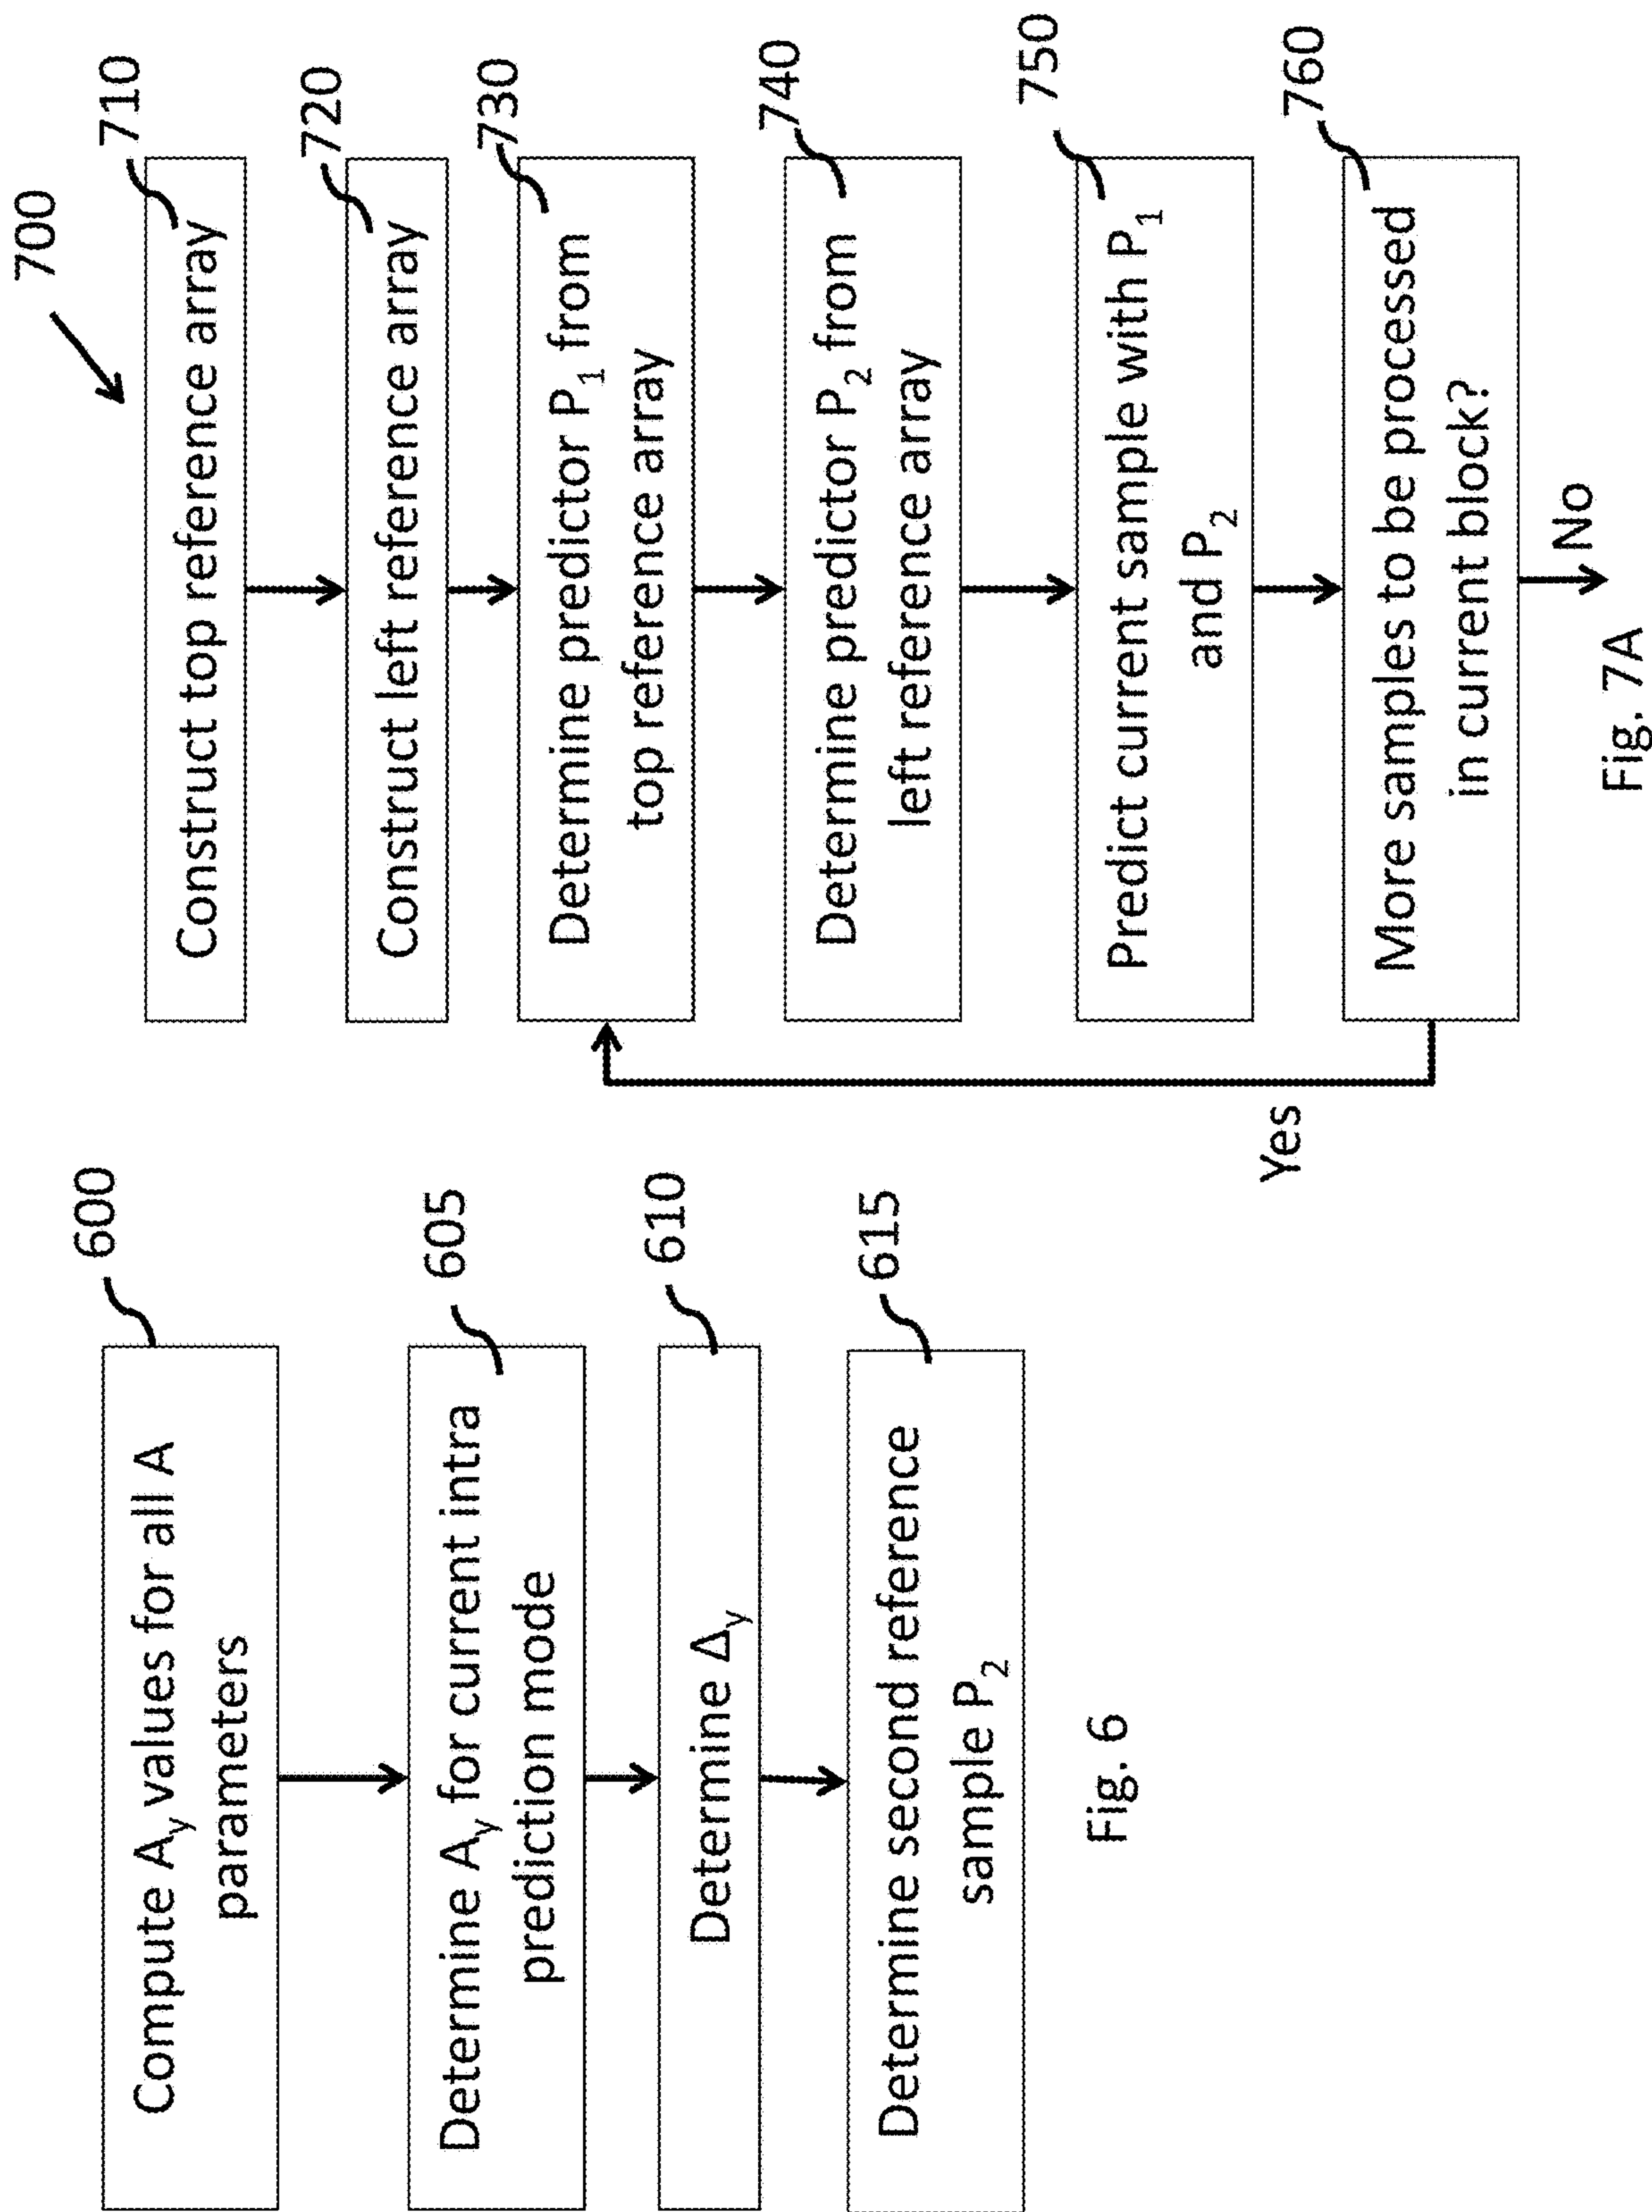 600
Compute Ay values for all A
parameters
605
Determine Ay for current intra
prediction mode
610
Determine Δy
615
Determine second reference
sample P2
Fig. 6
700
710
Construct top reference array
720
Construct left reference array
730
Determine predictor P1 from
top reference array
740
Determine predictor P2 from
left reference array
750
Predict current sample with P1
and P2
760
More samples to be processed
in current block?
Yes
No
Fig. 7A